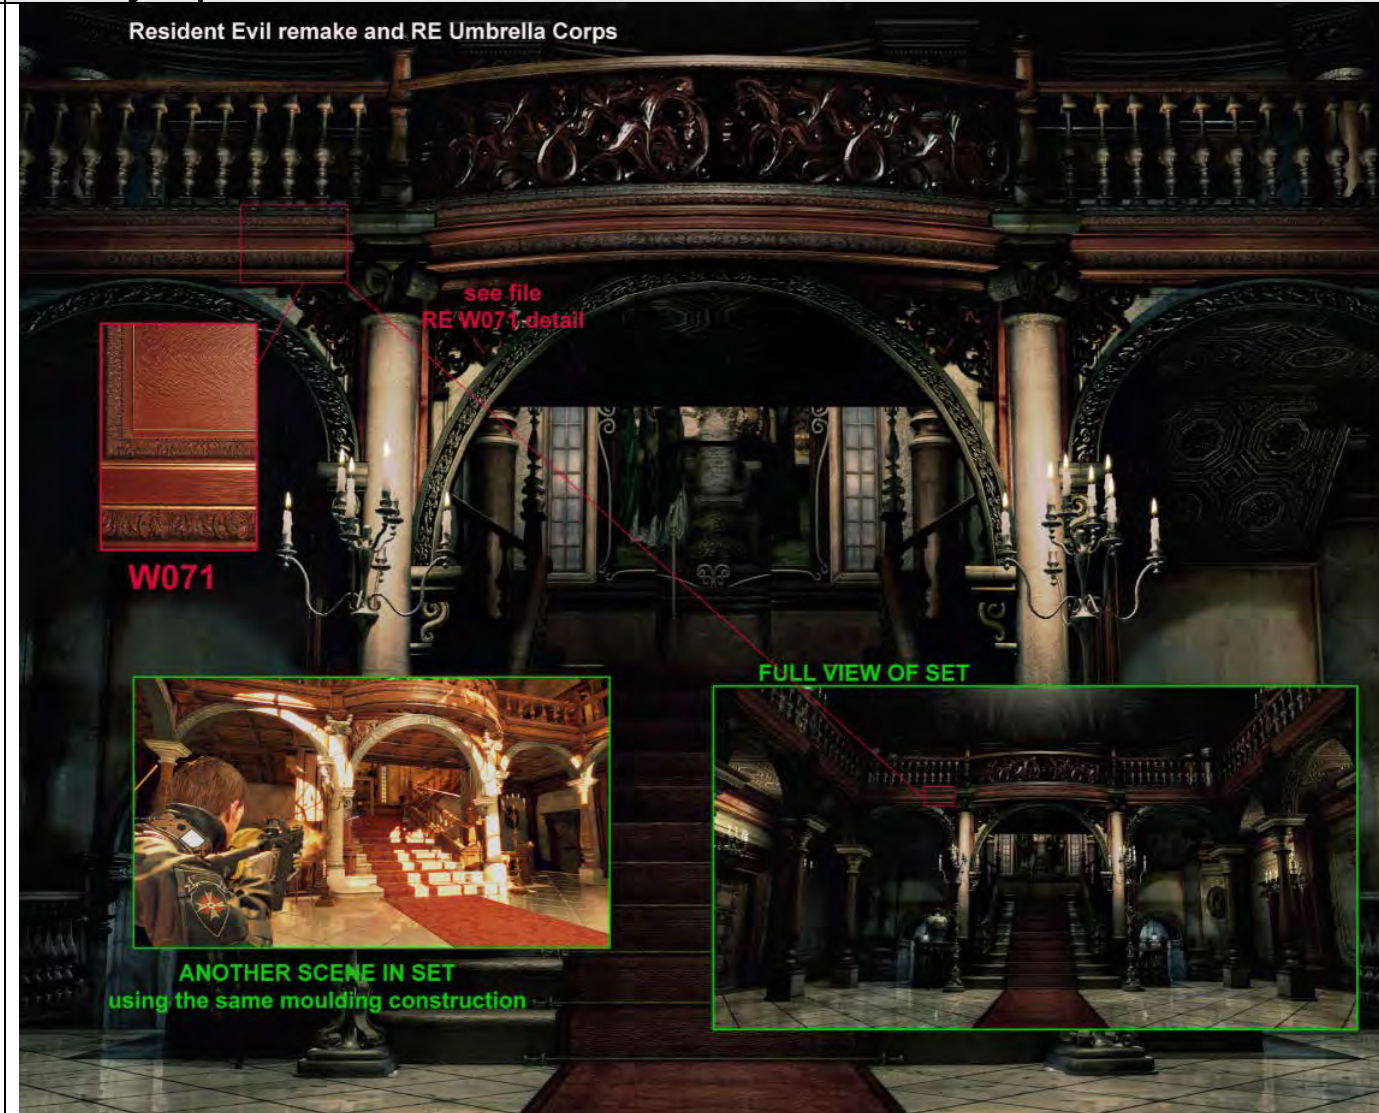 Resident Evil remake and RE Umbrella Corps
see file
RE W071-detail
W071
FULL VIEW OF SET
ANOTHER SCENE IN SET
using the same moulding construction